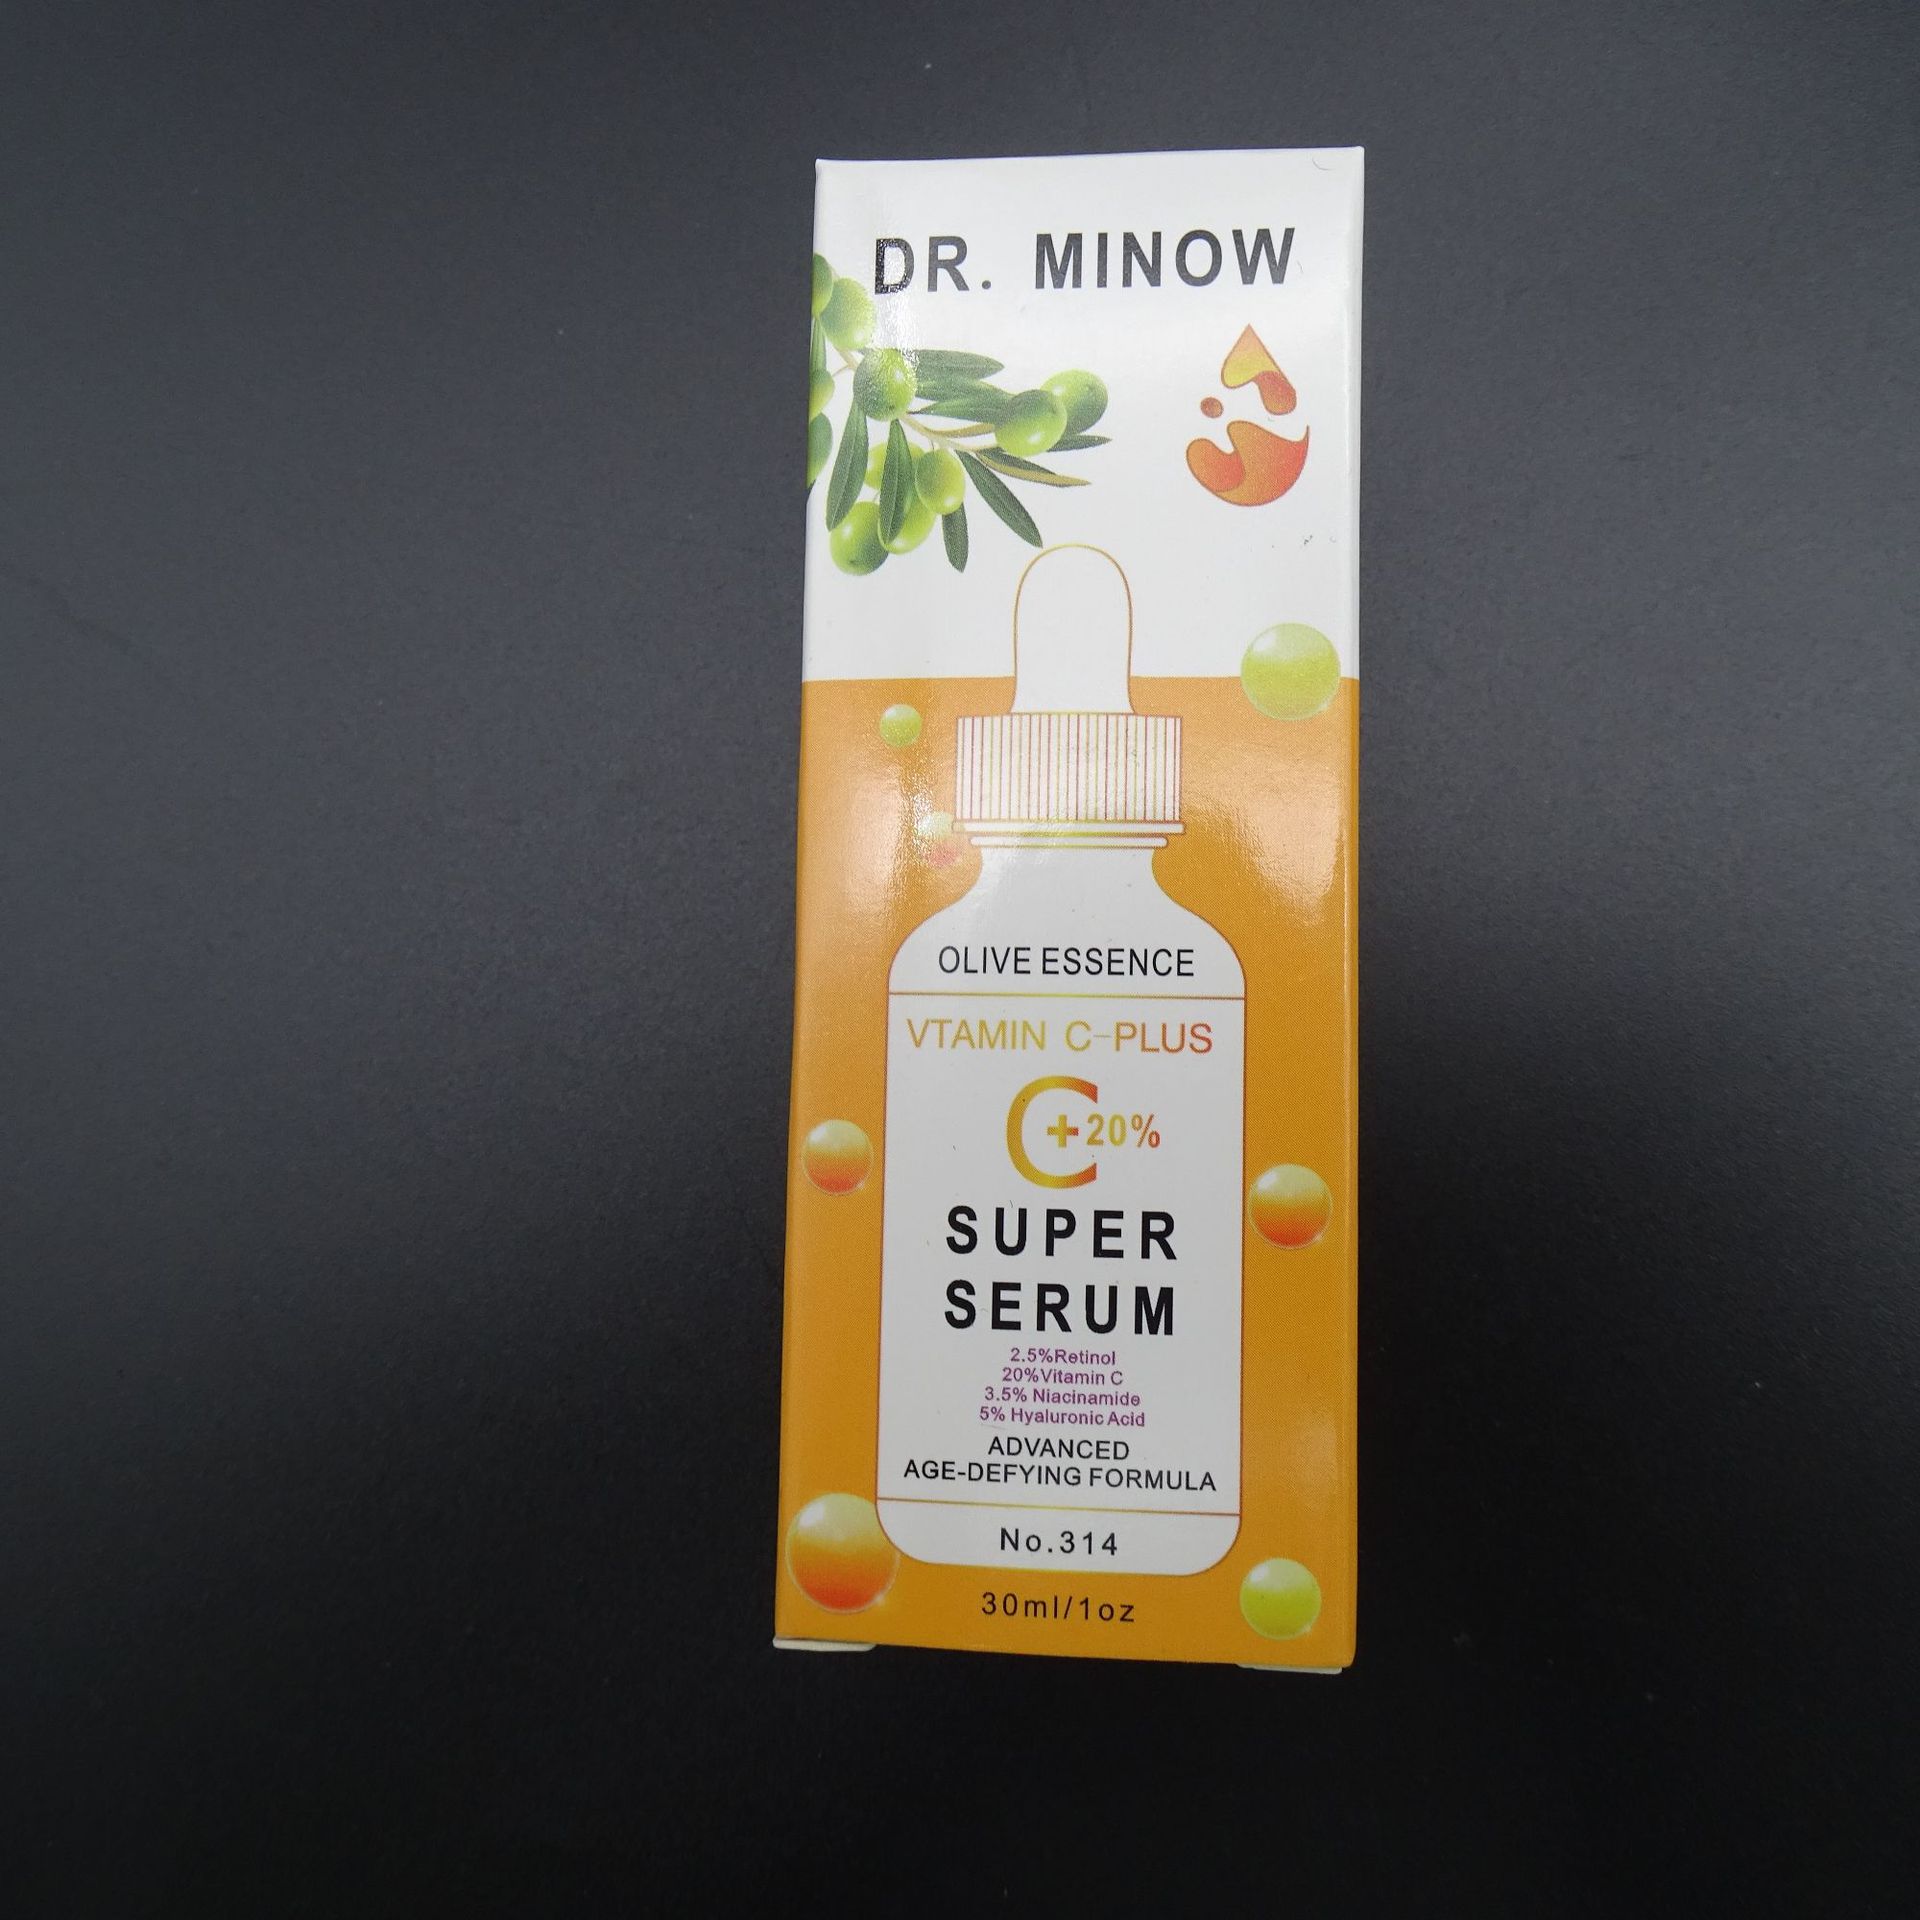 DR. MINOW
OLIVE ESSENCE
VTAMIN C-PLUS
C+20%
SUPER
SERUM
2.5%Retinol
20%Vitamin C
3.5% Niacinamide
5% Hyaluronic Acid
ADVANCED
AGE-DEFYING FORMULA
No.314
30ml/1oz